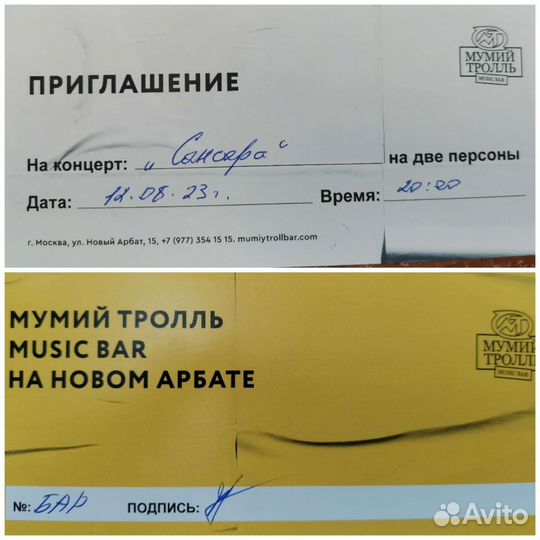 МУМИЙ
ТРОЛЛЬ
MUSIC BAR
ПРИГЛАШЕНИЕ
На концерт: „Сансара“ на две персоны
Дата: 12.08.23г. Время: 20:00
г. Москва, ул. Новый Арбат, 15, +7 (977) 354 15 15. mumiytrollbar.com
МУМИЙ ТРОЛЛЬ
MUSIC BAR
НА НОВОМ АРБАТЕ
МУМИЙ
ТРОЛЛЬ
MUSIC BAR
№: БАР ПОДПИСЬ:
Avito